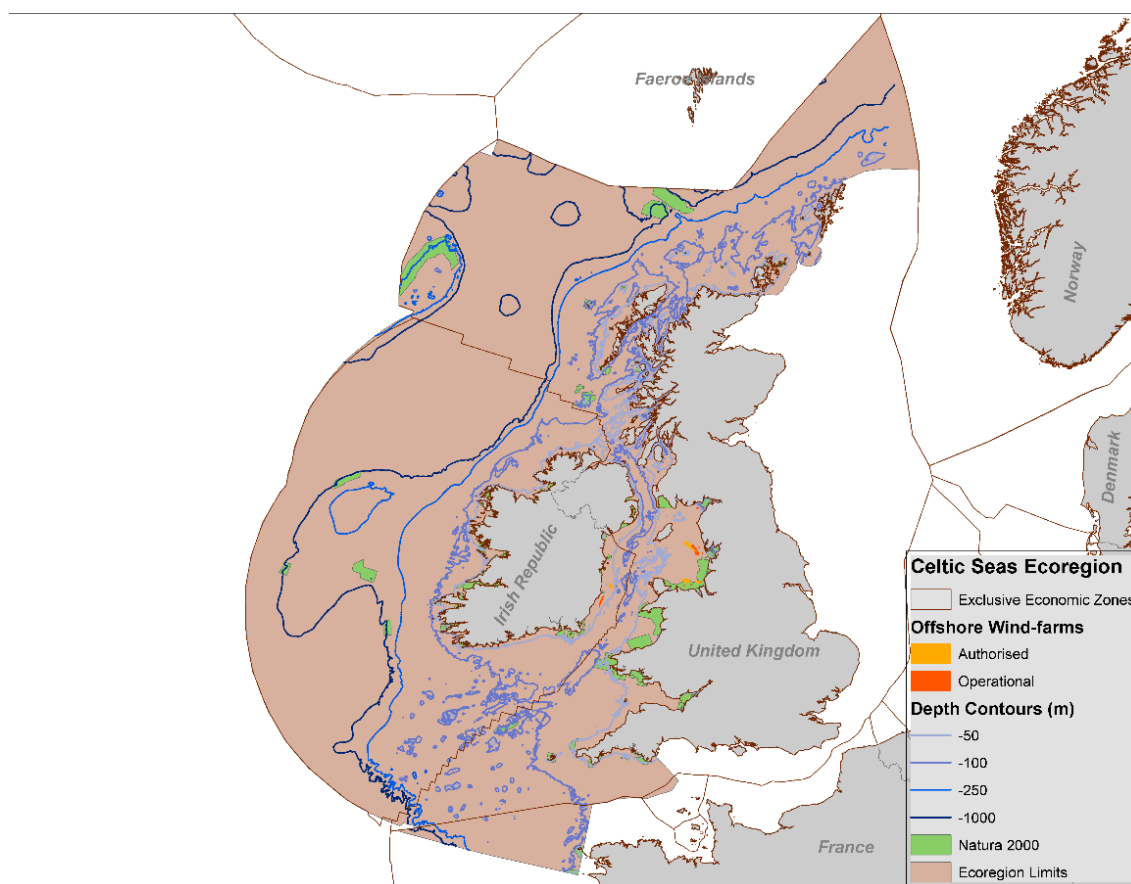 Faeroe Islands
Norway
Denmark
Irish Republic
United Kingdom
France
Celtic Seas Ecoregion
Exclusive Economic Zones
Offshore Wind-farms
Authorised
Operational
Depth Contours (m)
-50
-100
-250
-1000
Natura 2000
Ecoregion Limits